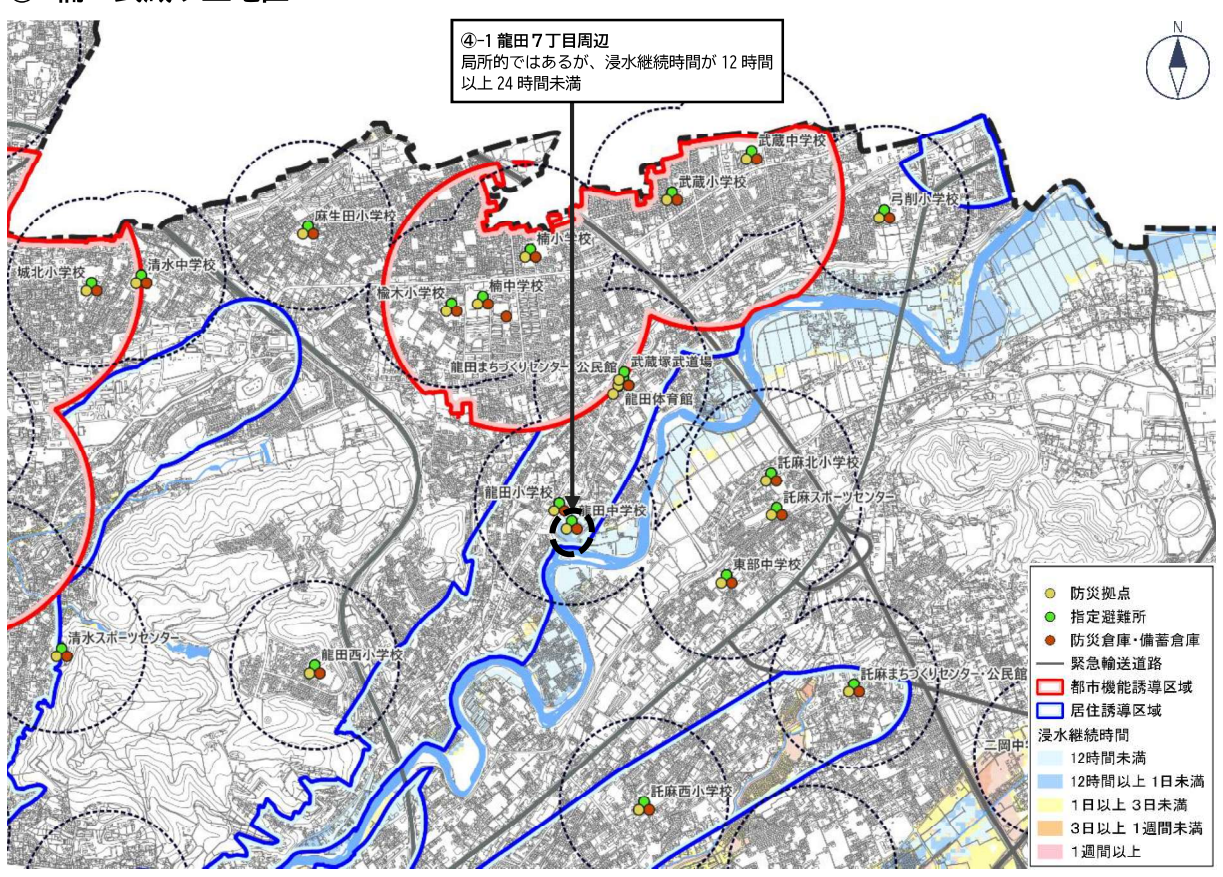 ④-1 龍田7丁目周辺
局所的ではあるが、浸水継続時間が 12 時間
以上 24 時間未満
N
武蔵中学校
武蔵小学校
弓削小学校
麻生田小学校
楠小学校
城北小学校
清水中学校
楡木小学校
楠中学校
龍田まちづくりセンター・公民館
武蔵塚武道場
龍田体育館
託麻北小学校
龍田小学校
託麻スポーツセンター
龍田中学校
東部中学校
清水スポーツセンター
龍田西小学校
託麻まちづくりセンター・公民館
二岡中
託麻西小学校
防災拠点
指定避難所
防災倉庫・備蓄倉庫
緊急輸送道路
都市機能誘導区域
居住誘導区域
浸水継続時間
12時間未満
12時間以上 1日未満
1日以上 3日未満
3日以上 1週間未満
1週間以上